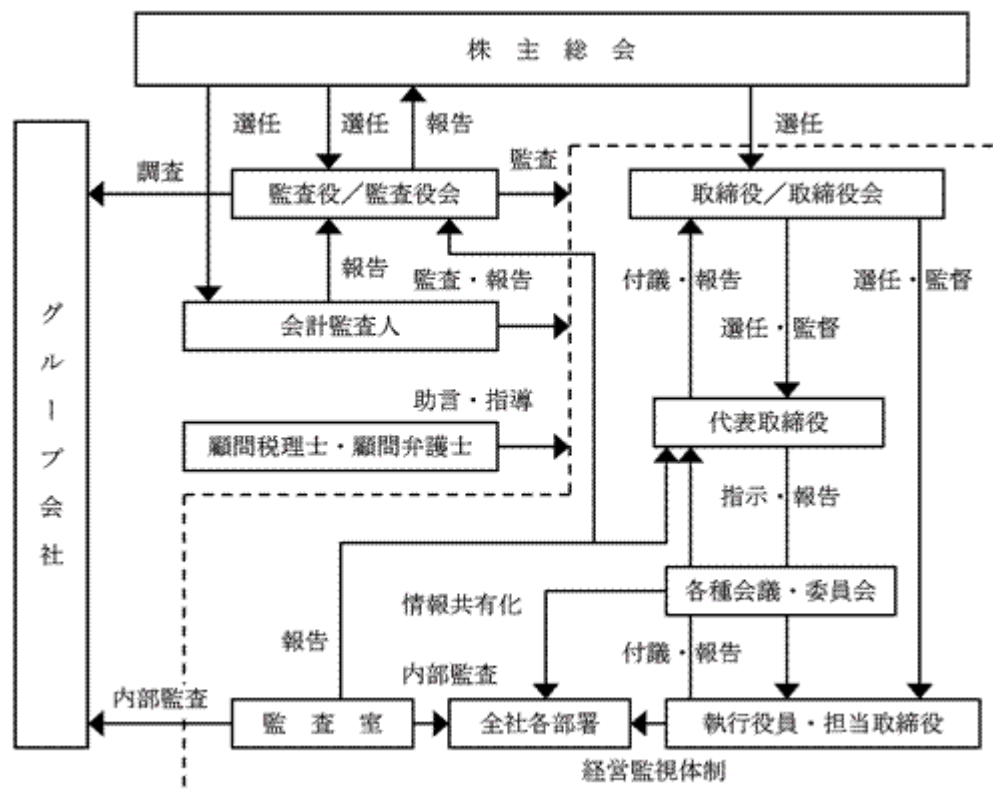 株主総会
選任
選任
報告
選任
監査
調査
監査役／監査役会
取締役／取締役会
報告
監査・報告
付議・報告
選任・監督
会計監査人
選任・監督
グループ会社
助言・指導
代表取締役
顧問税理士・顧問弁護士
指示・報告
各種会議・委員会
情報共有化
報告
付議・報告
内部監査
内部監査
監査室
全社各部署
執行役員・担当取締役
経営監視体制